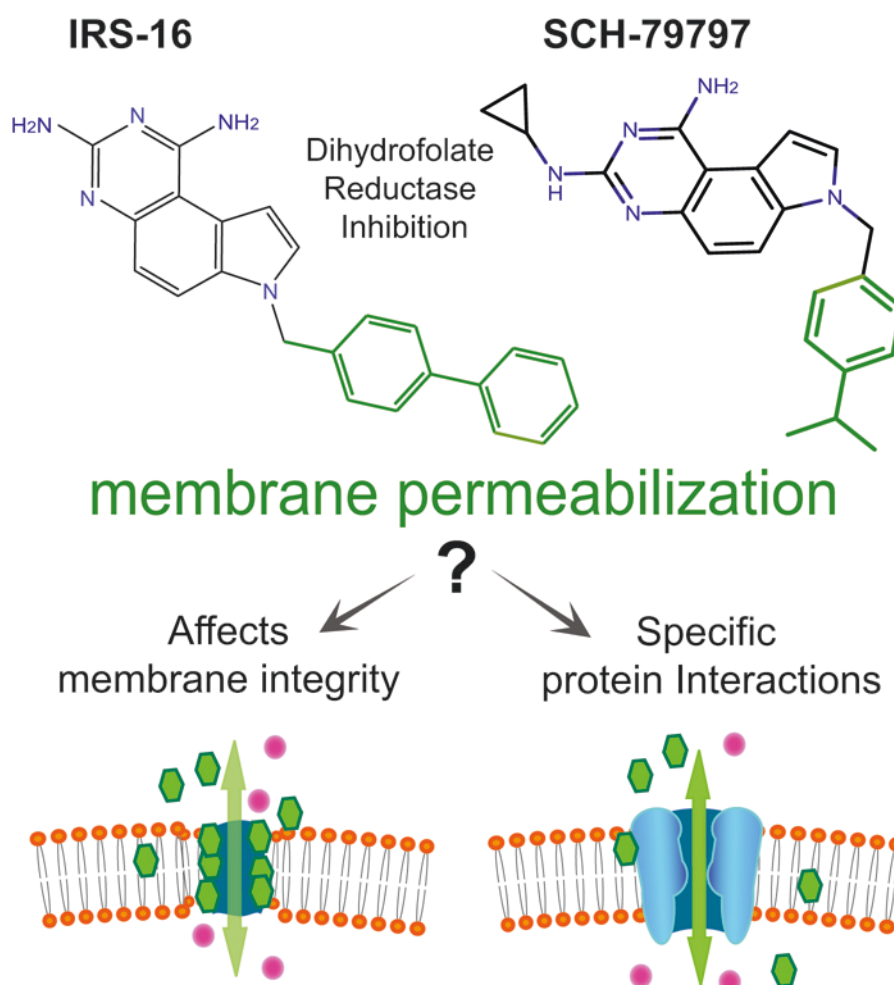 IRS-16
SCH-79797
H2N
N
NH2
N
N
Dihydrofolate
Reductase
Inhibition
NH2
N
N
H
N
N
membrane permeabilization
?
Affects
membrane integrity
Specific
protein Interactions